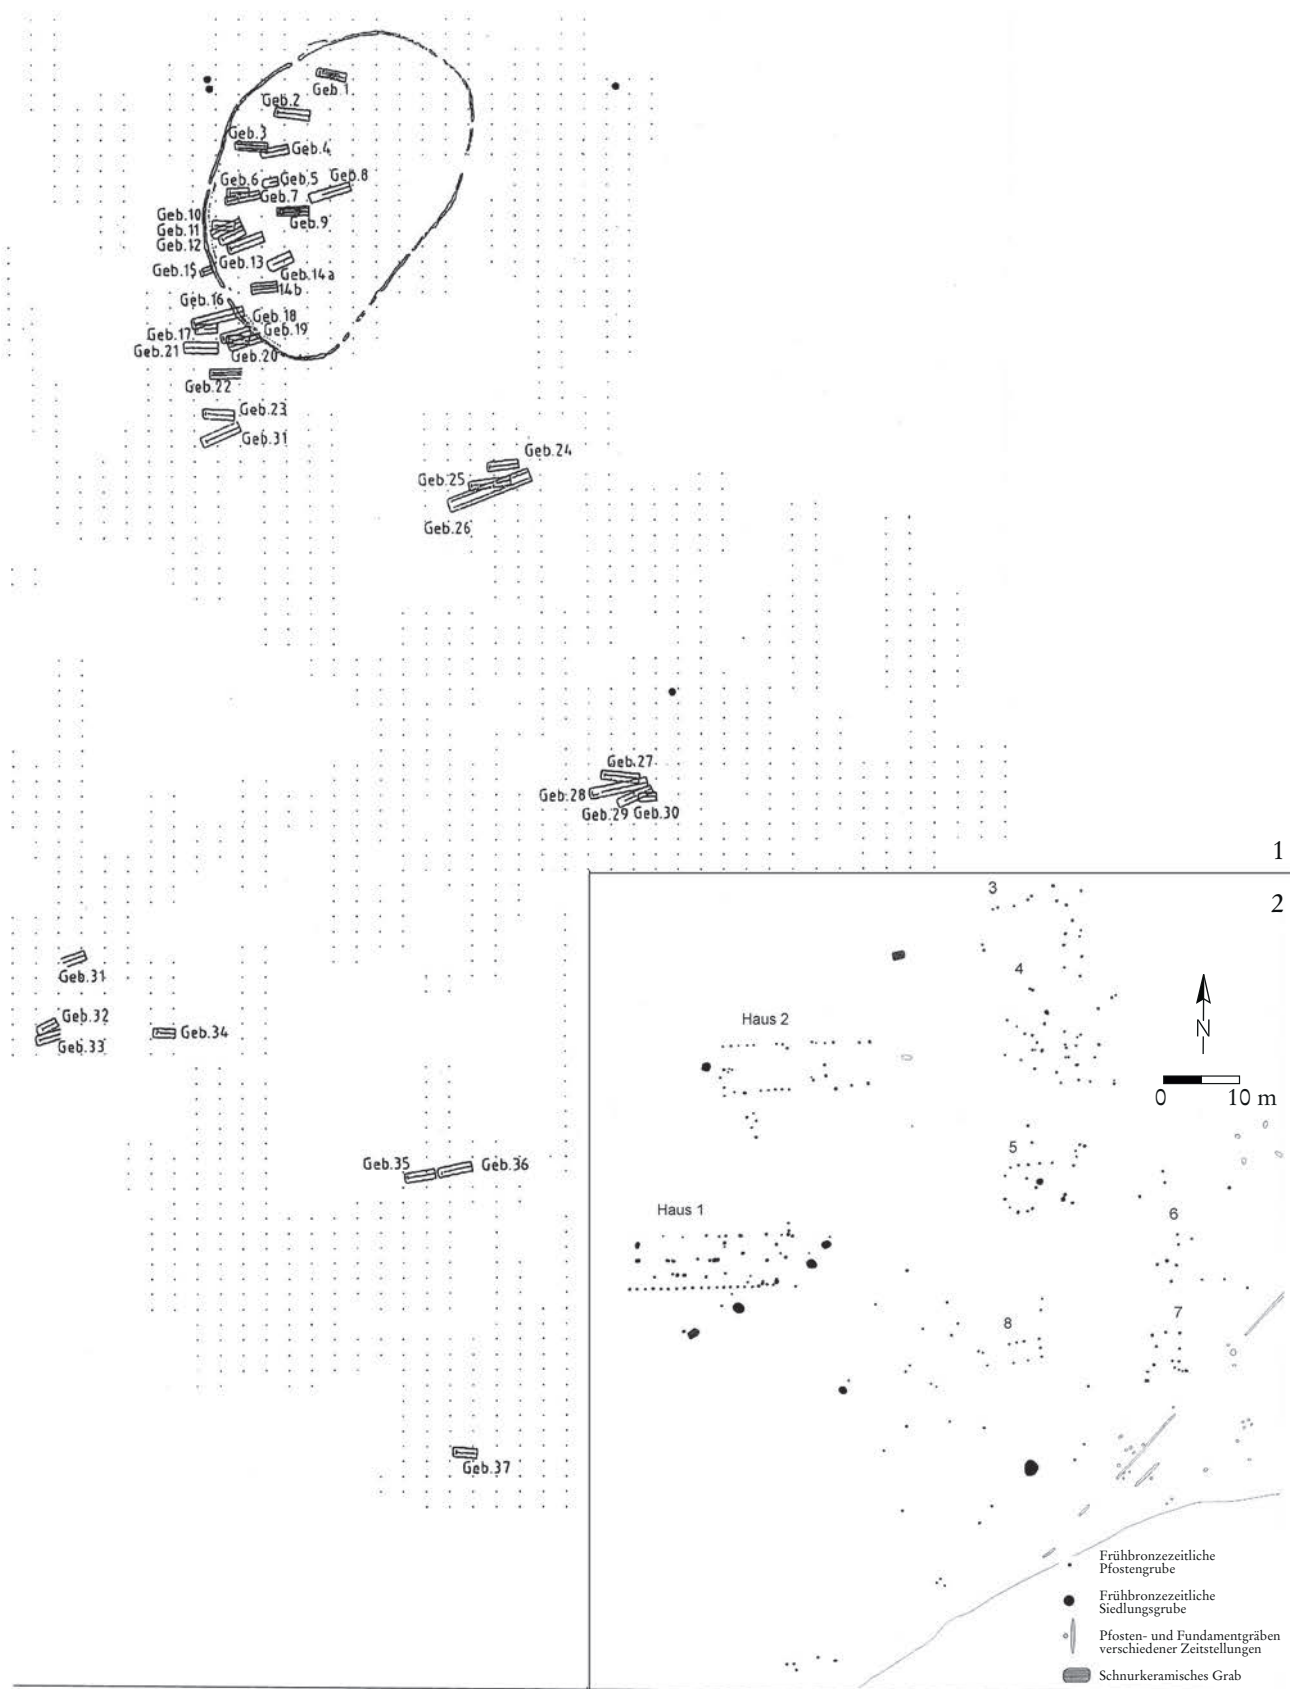 Geb.1
Geb.2
Geb.3
Geb.4
Geb.6
Geb.5
Geb.8
Geb.7
Geb.10
Geb.9
Geb.11
Geb.12
Geb.15
Geb.13
Geb.14a
14b
Geb.16
Geb.18
Geb.17
Geb.19
Geb.21
Geb.20
Geb.22
Geb.23
Geb.31
Geb.24
Geb.25
Geb.26
Geb.27
Geb.28
Geb.29
Geb.30
1
2
3
4
Geb.31
Geb.32
Geb.33
Geb.34
Haus 2
N
0 10 m
5
Geb.35
Geb.36
Haus 1
6
7
8
Geb.37
Frühbronzezeitliche
Pfostengrube
Frühbronzezeitliche
Siedlungsgrube
Pfosten- und Fundamentgräben
verschiedener Zeitstellungen
Schnurkeramisches Grab